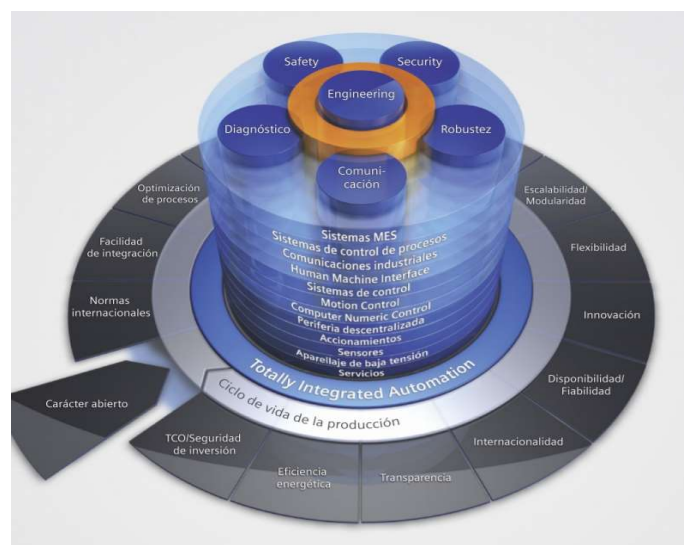 Safety
Security
Engineering
Diagnóstico
Robustez
Comuni-
cación
Optimización
de procesos
Escalabilidad/
Modularidad
Facilidad
de integración
Flexibilidad
Normas
internacionales
Innovación
Sistemas MES
Sistemas de control de procesos
Comunicaciones industriales
Human Machine Interface
Sistemas de control
Motion Control
Computer Numeric Control
Periferia descentralizada
Accionamientos
Sensores
Aparellaje de baja tensión
Servicios
Totally Integrated Automation
Ciclo de vida de la producción
Carácter abierto
Disponibilidad/
Fiabilidad
TCO/Seguridad
de inversión
Internacionalidad
Eficiencia
energética
Transparencia